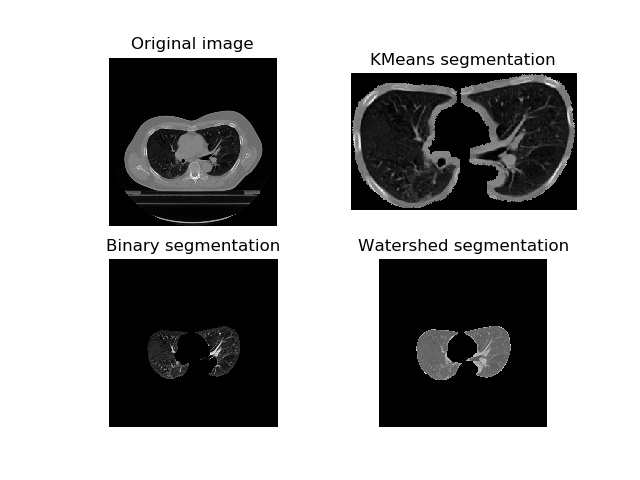 Original image
KMeans segmentation
Binary segmentation
Watershed segmentation